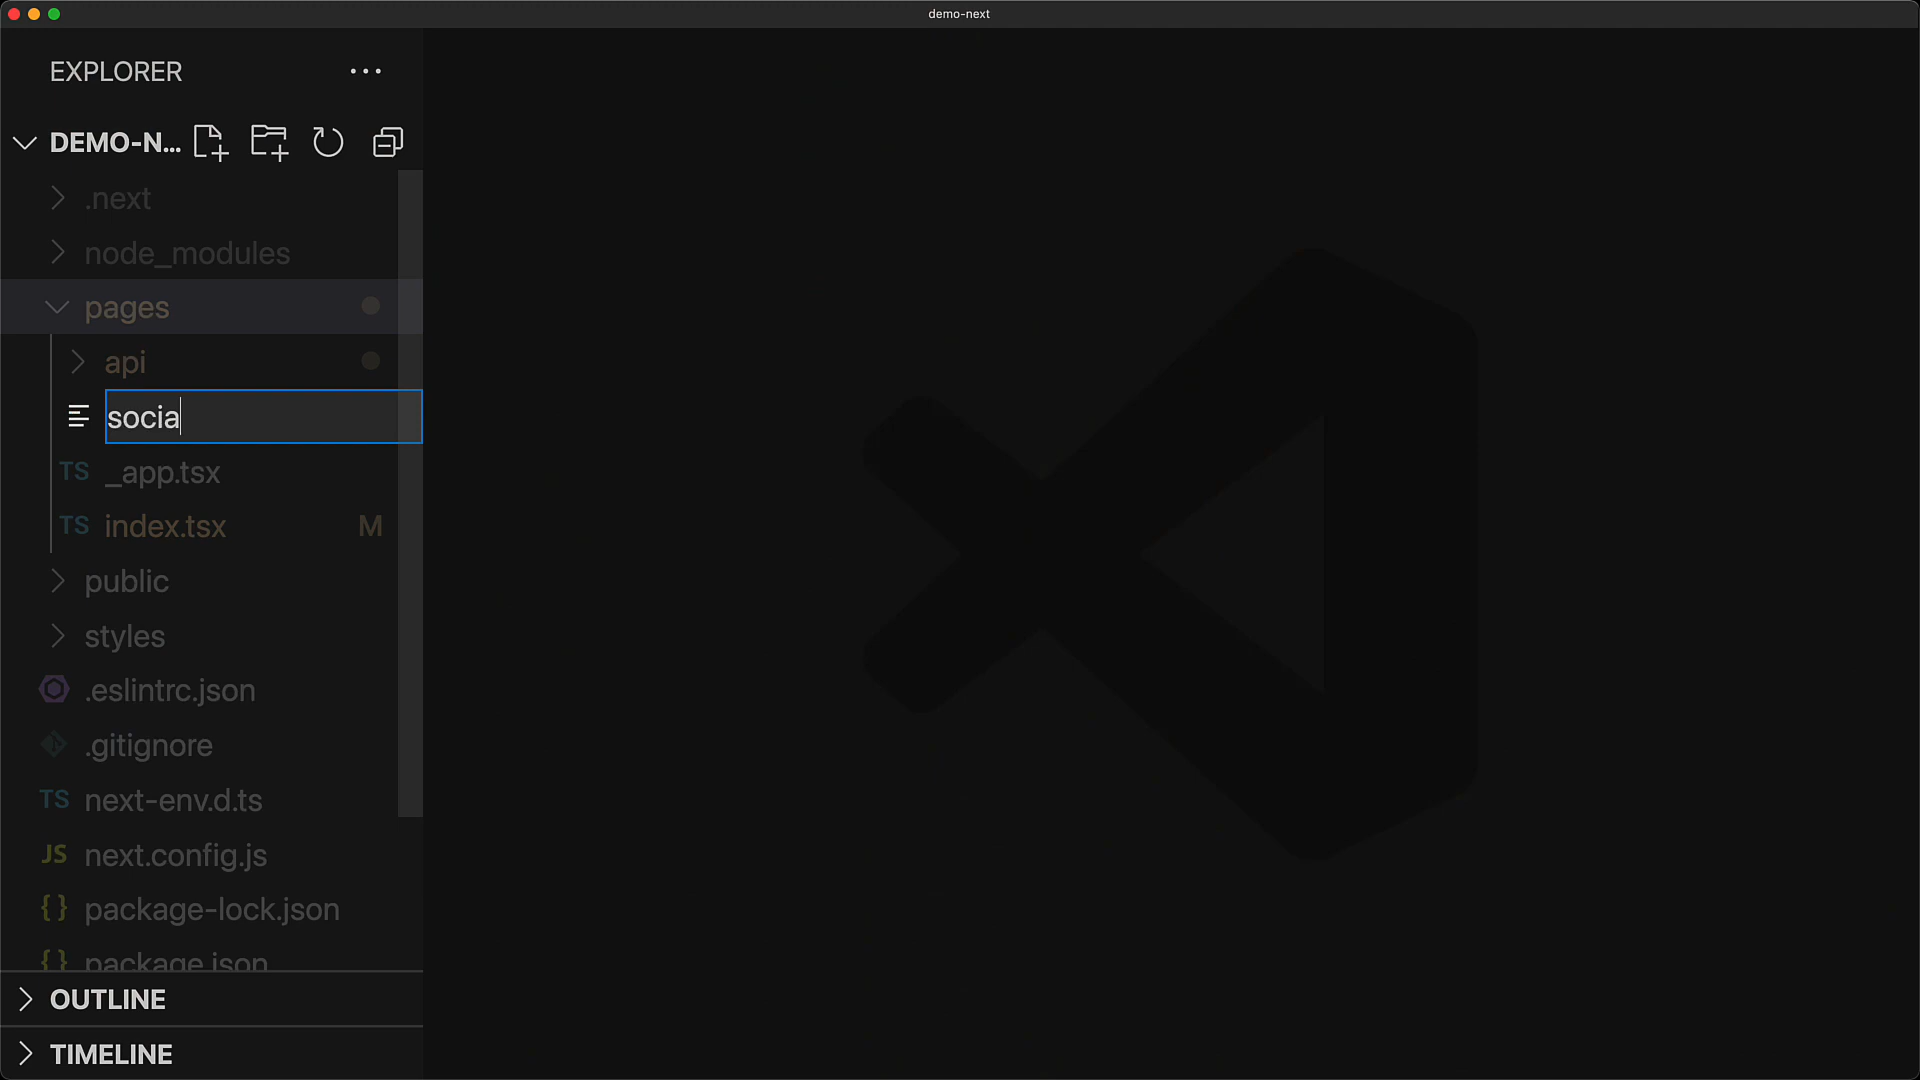 demo-next
EXPLORER
DEMO-N...
.next
node_modules
pages
api
socia
TS _app.tsx
TS index.tsx M
public
styles
.eslintrc.json
.gitignore
TS next-env.d.ts
JS next.config.js
{ } package-lock.json
{ } package.json
OUTLINE
TIMELINE